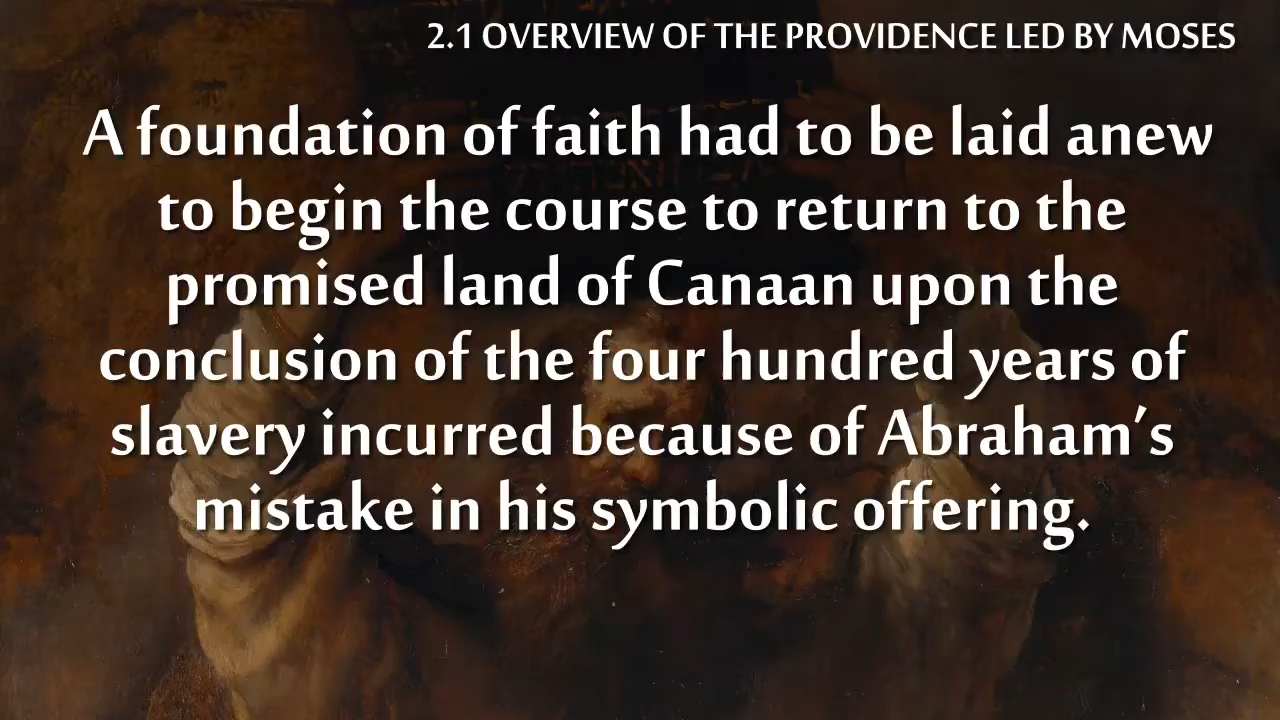 2.1 OVERVIEW OF THE PROVIDENCE LED BY MOSES
A foundation of faith had to be laid anew
to begin the course to return to the
promised land of Canaan upon the
conclusion of the four hundred years of
slavery incurred because of Abraham's
mistake in his symbolic offering.